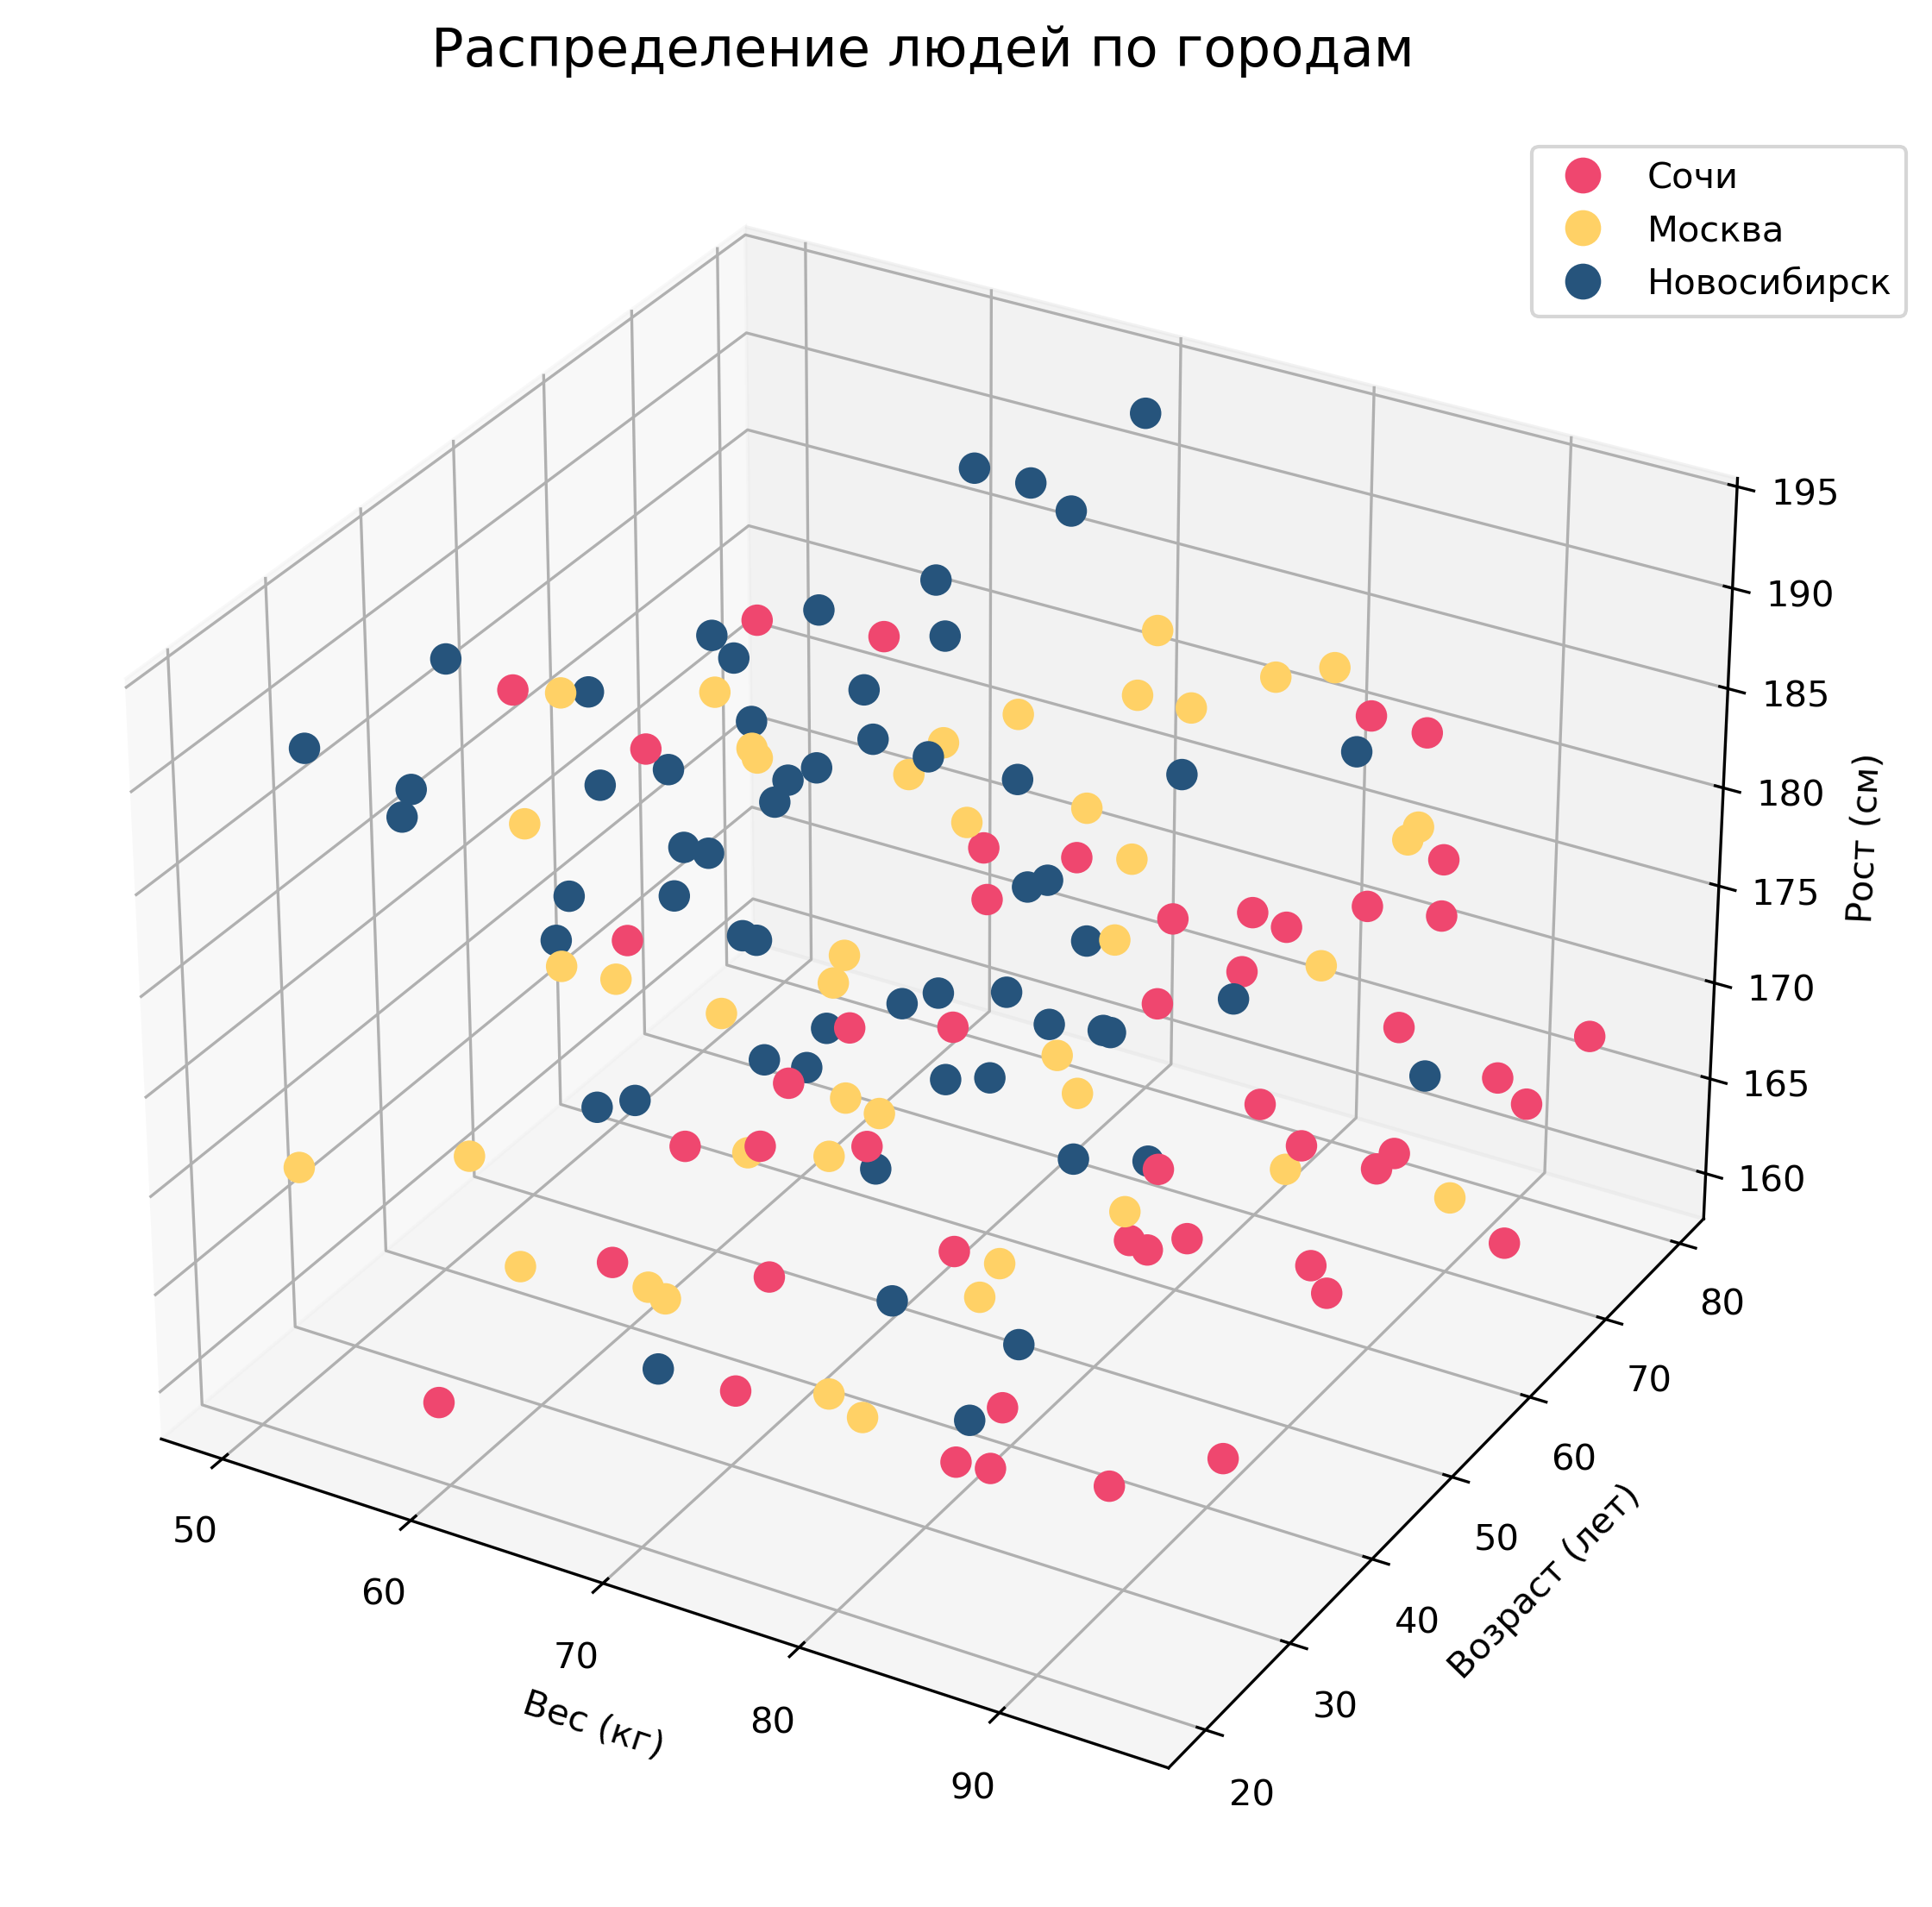 Распределение людей по городам
Сочи
Москва
Новосибирск
195
190
185
180
175
170
165
160
Рост (см)
80
70
60
50
40
30
20
Возраст (лет)
50
60
70
80
90
Вес (кг)